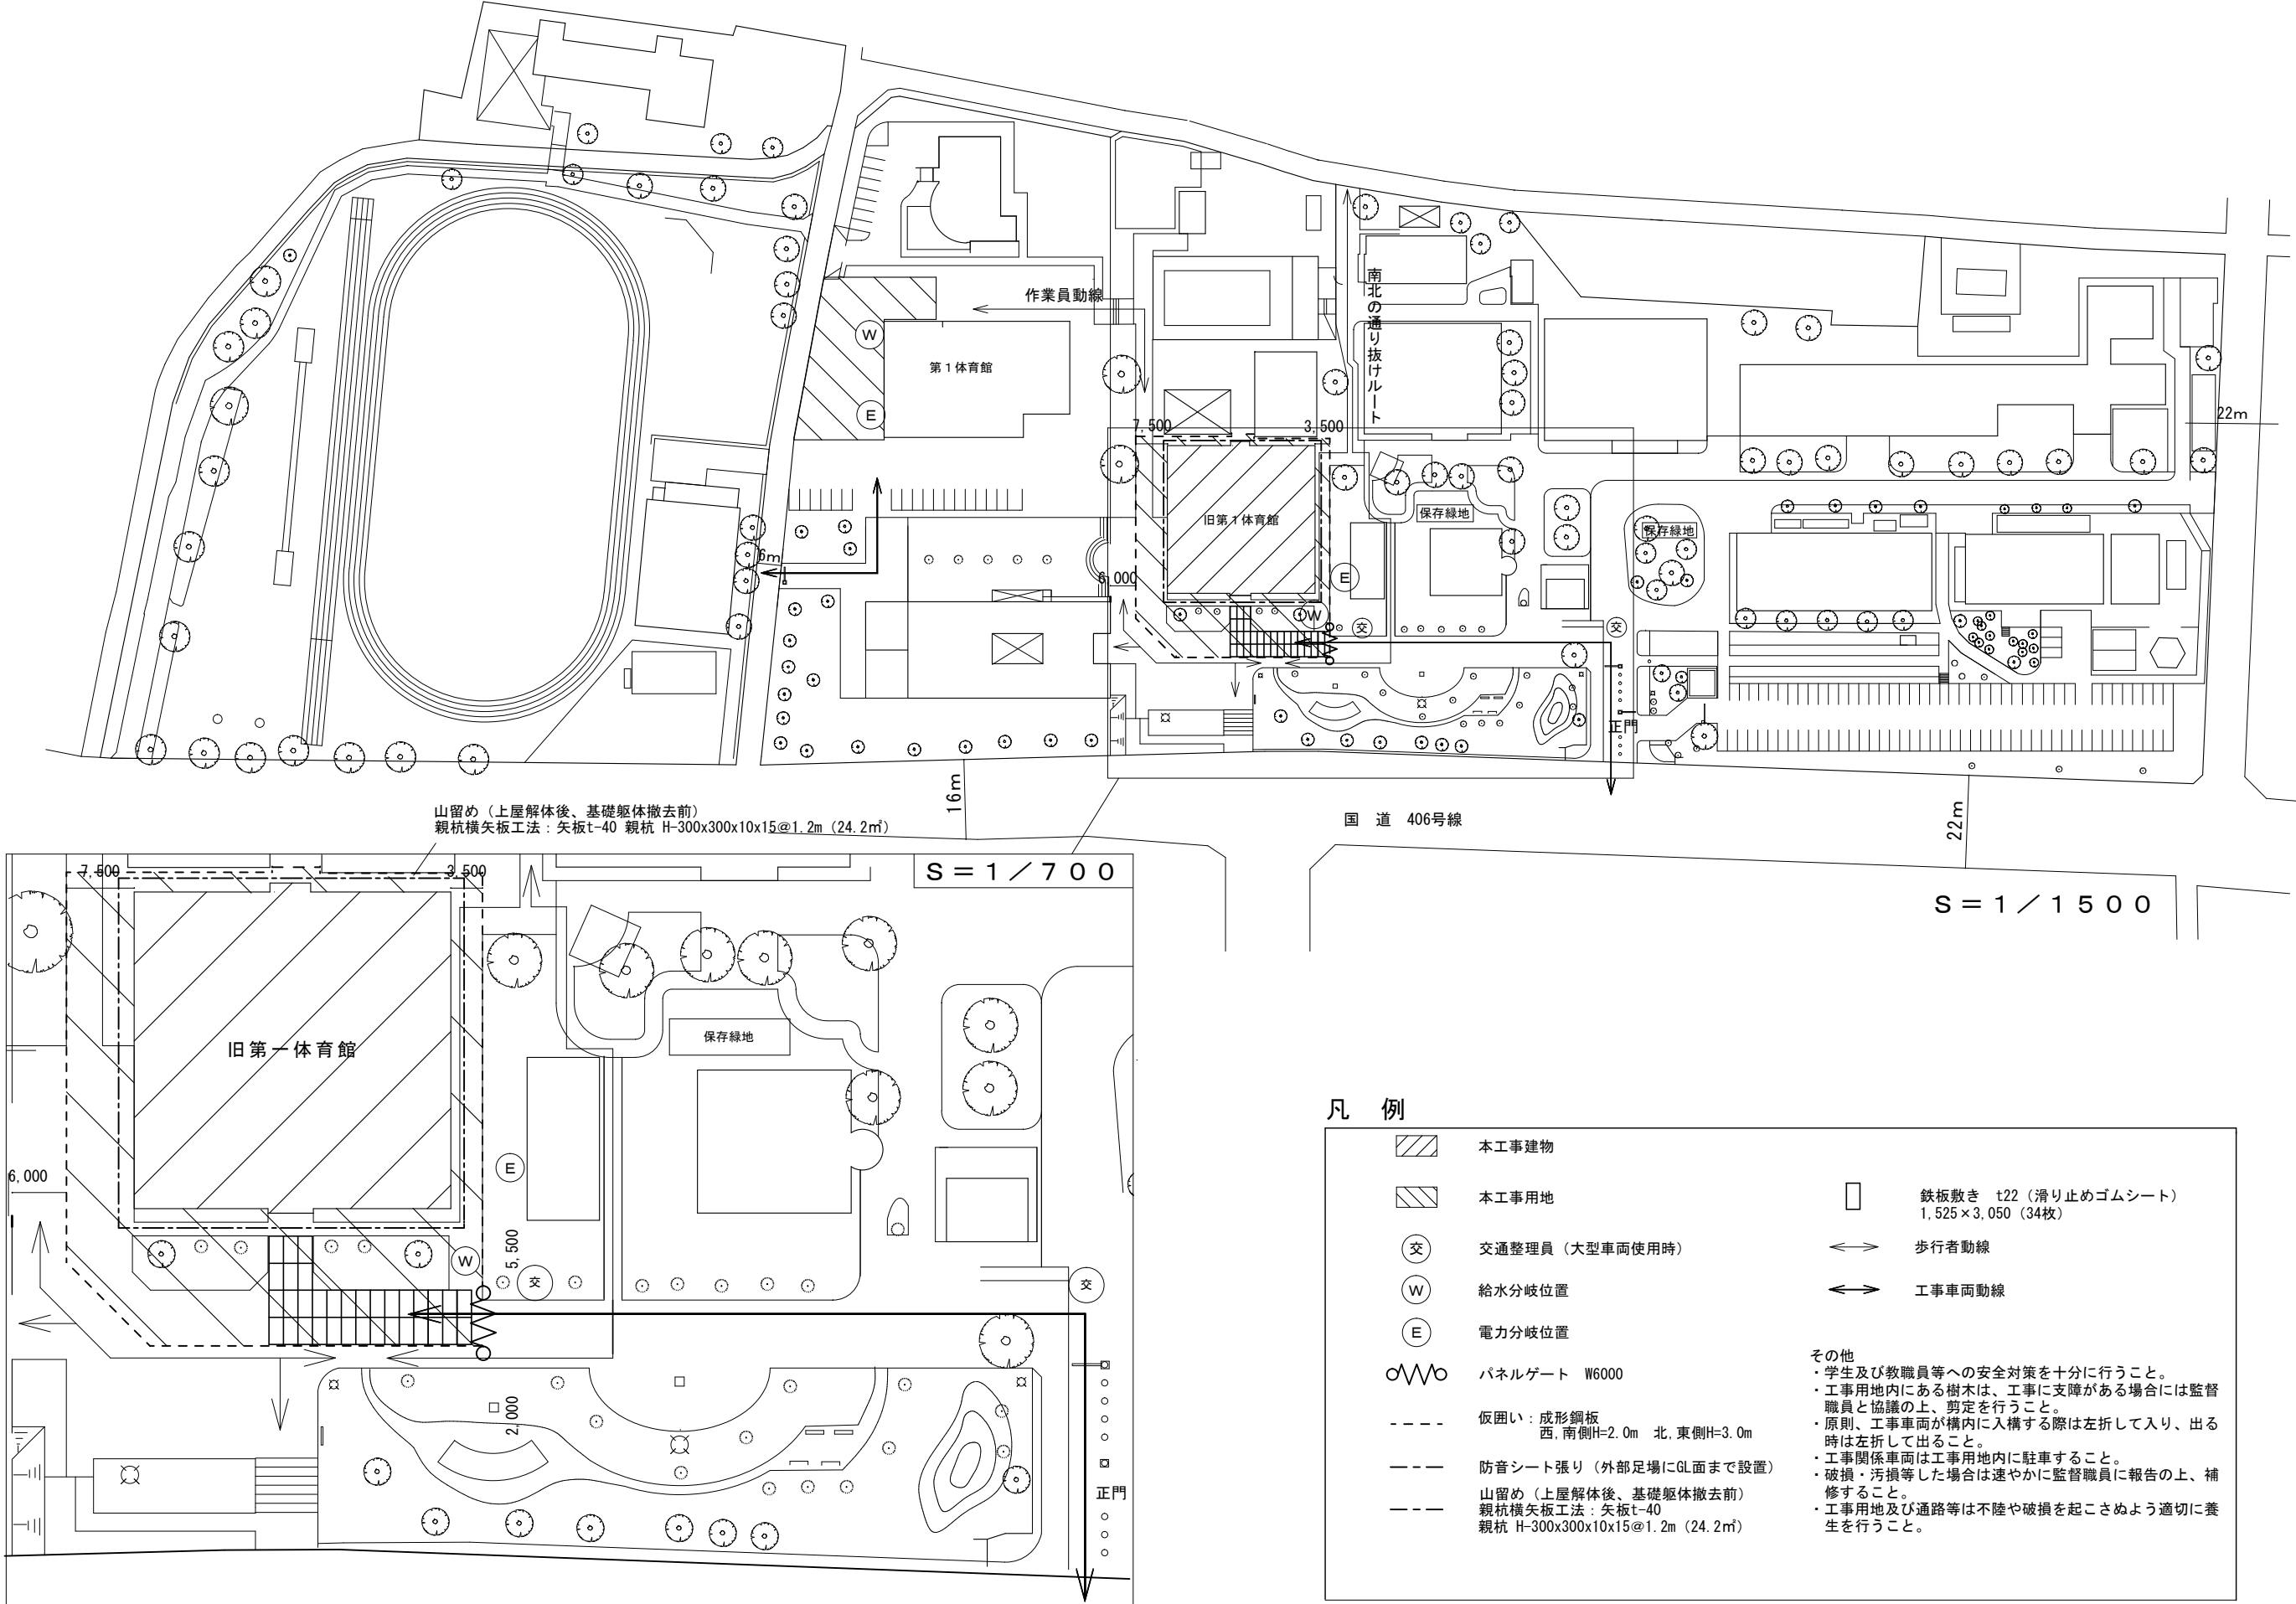 作業員動線
南北の通り抜けルート
W
第1体育館
E
7,500
3,500
22m
旧第1体育館
保存緑地
保存緑地
6m
6,000
E
W
交
交
正門
16m
国 道 406号線
22m
山留め（上屋解体後、基礎躯体撤去前）
親杭横矢板工法：矢板t-40 親杭 H-300x300x10x15@1.2m（24.2㎡）
S＝1／1500
S＝1／700
7,500
3,500
旧第一体育館
保存緑地
6,000
E
W
5,500
交
交
2,000
正門
凡 例
本工事建物
本工事用地
交 交通整理員（大型車両使用時）
W 給水分岐位置
E 電力分岐位置
パネルゲート W6000
仮囲い：成形鋼板
西,南側H=2.0m 北,東側H=3.0m
防音シート張り（外部足場にGL面まで設置）
山留め（上屋解体後、基礎躯体撤去前）
親杭横矢板工法：矢板t-40
親杭 H-300x300x10x15@1.2m（24.2㎡）
鉄板敷き t22（滑り止めゴムシート）
1,525×3,050（34枚）
歩行者動線
工事車両動線
その他
・学生及び教職員等への安全対策を十分に行うこと。
・工事用地内にある樹木は、工事に支障がある場合には監督
職員と協議の上、剪定を行うこと。
・原則、工事車両が構内に入構する際は左折して入り、出る
時は左折して出ること。
・工事関係車両は工事用地内に駐車すること。
・破損・汚損等した場合は速やかに監督職員に報告の上、補
修すること。
・工事用地及び通路等は不陸や破損を起こさぬよう適切に養
生を行うこと。